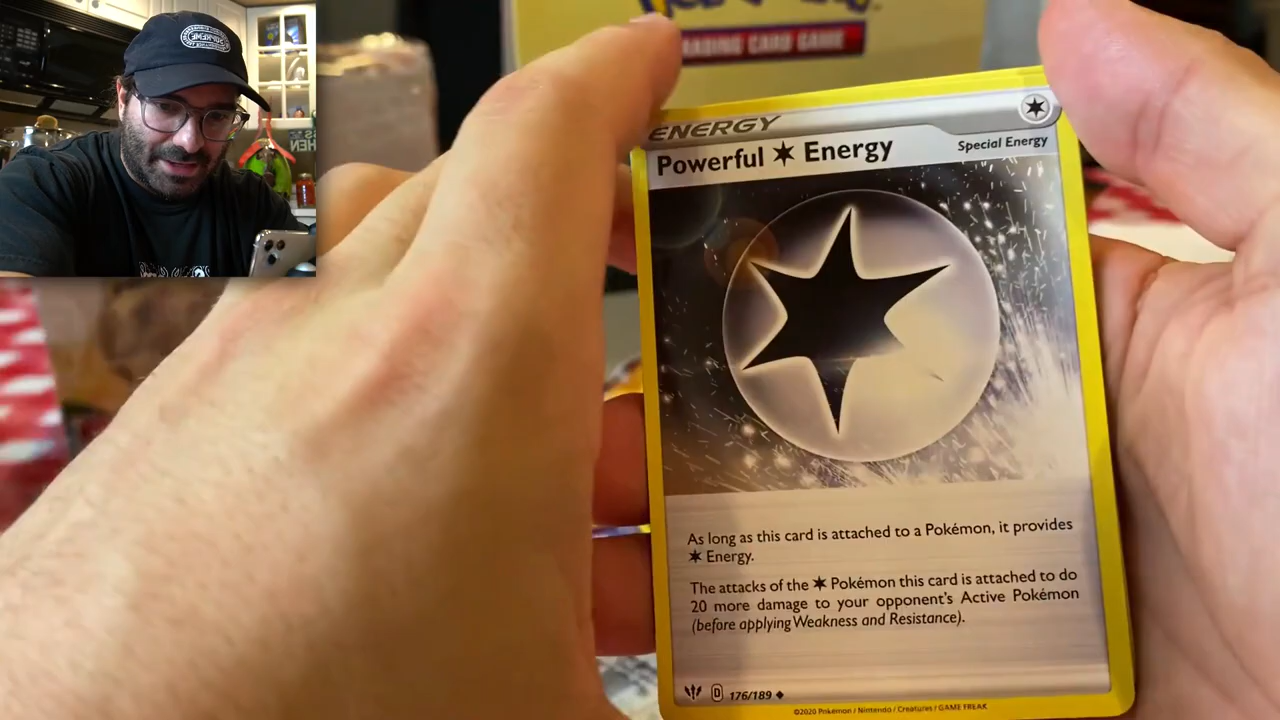 SUPREME
TRADING CARD GAME
ENERGY
Powerful Energy
Special Energy
As long as this card is attached to a Pokémon, it provides
Energy.
The attacks of the Pokémon this card is attached to do
20 more damage to your opponent's Active Pokémon
(before applying Weakness and Resistance).
D 176/189
©2020 Pokémon / Nintendo / Creatures / GAME FREAK